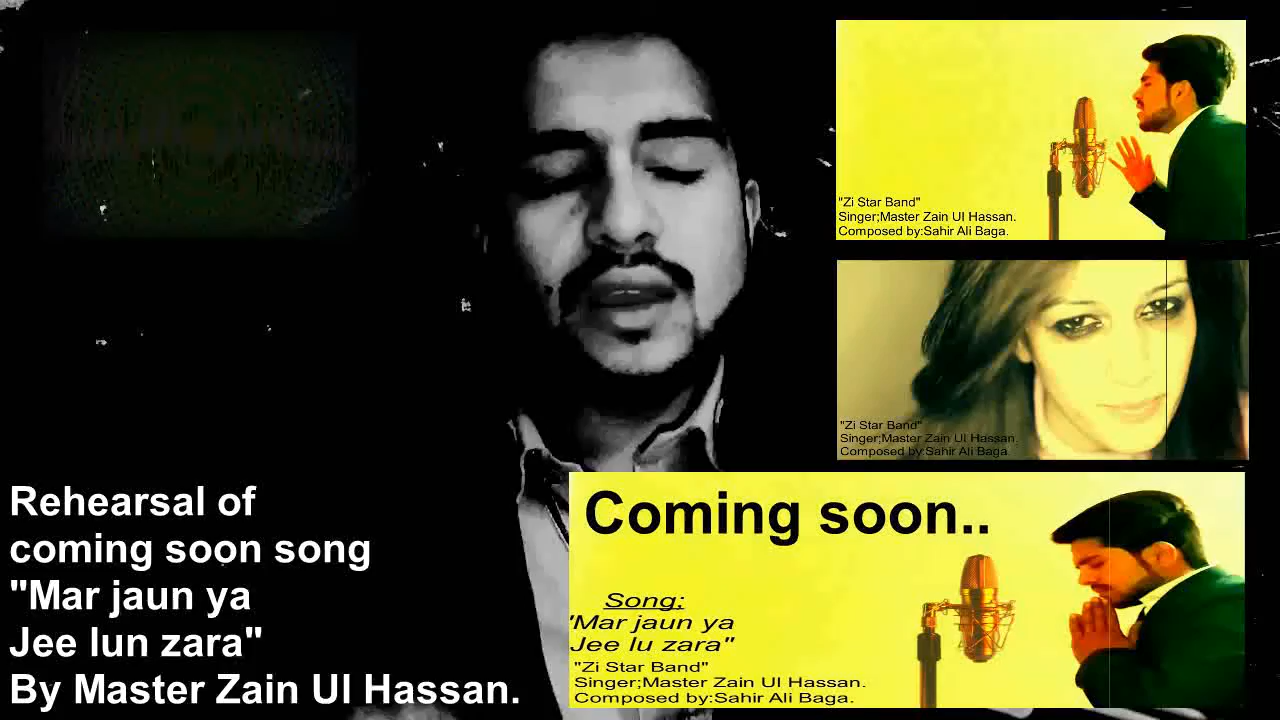 Rehearsal of
coming soon song
"Mar jaun ya
Jee lun zara"
By Master Zain Ul Hassan.
"Zi Star Band"
Singer;Master Zain Ul Hassan.
Composed by:Sahir Ali Baga.
"Zi Star Band"
Singer;Master Zain Ul Hassan.
Composed by:Sahir Ali Baga.
Coming soon..
Song;
"Mar jaun ya
Jee lu zara"
"Zi Star Band"
Singer;Master Zain Ul Hassan.
Composed by:Sahir Ali Baga.